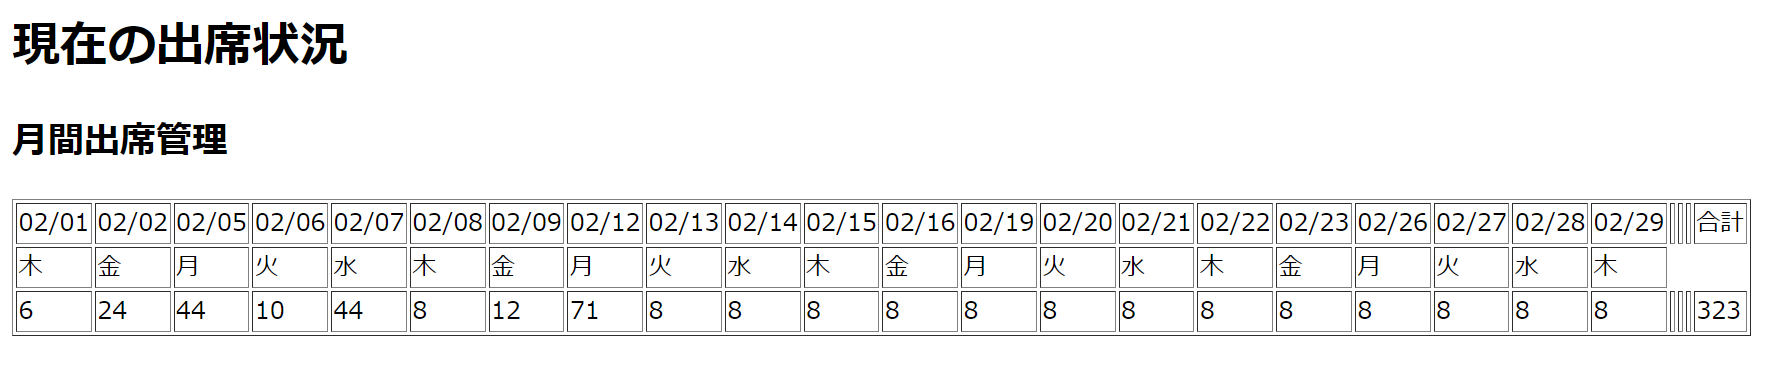 現在の出席状況
月間出席管理
02/01 02/02 02/05 02/06 02/07 02/08 02/09 02/12 02/13 02/14 02/15 02/16 02/19 02/20 02/21 02/22 02/23 02/26 02/27 02/28 02/29 合計
木 金 月 火 水 木 金 月 火 水 木 金 月 火 水 木 金 月 火 水 木
6 24 44 10 44 8 12 71 8 8 8 8 8 8 8 8 8 8 8 8 8 323